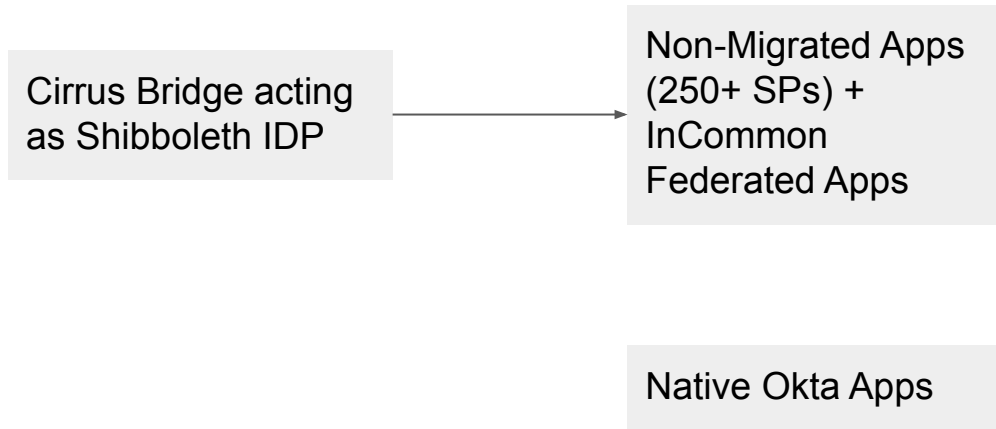 Cirrus Bridge acting
as Shibboleth IDP
Non-Migrated Apps
(250+ SPs) +
InCommon
Federated Apps
Native Okta Apps